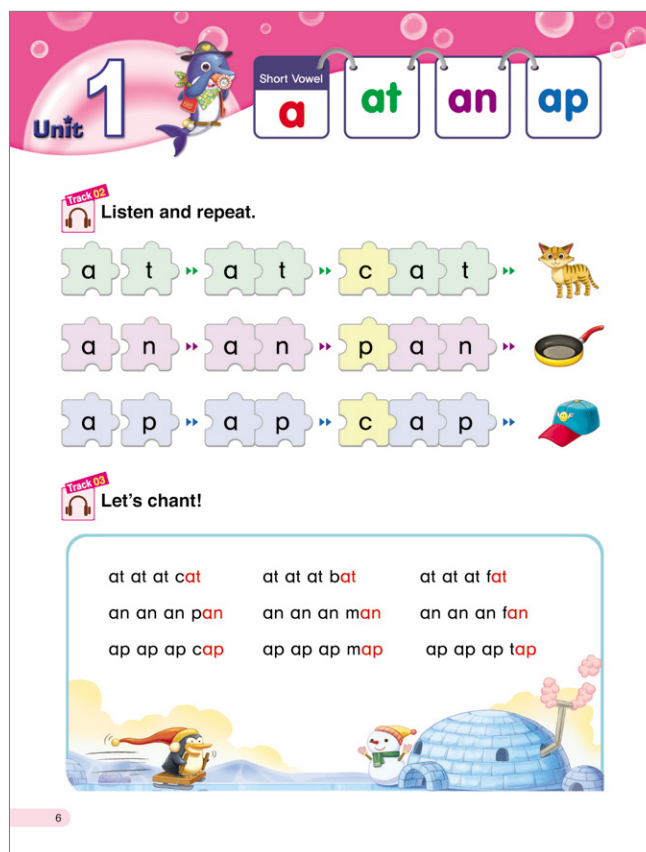 Unit 1
Short Vowel
a
at
an
ap
Track 02
Listen and repeat.
a t a t c a t
a n a n p a n
a p a p c a p
Track 03
Let's chant!
at at at cat at at at bat at at at fat
an an an pan an an an man an an an fan
ap ap ap cap ap ap ap map ap ap ap tap
6